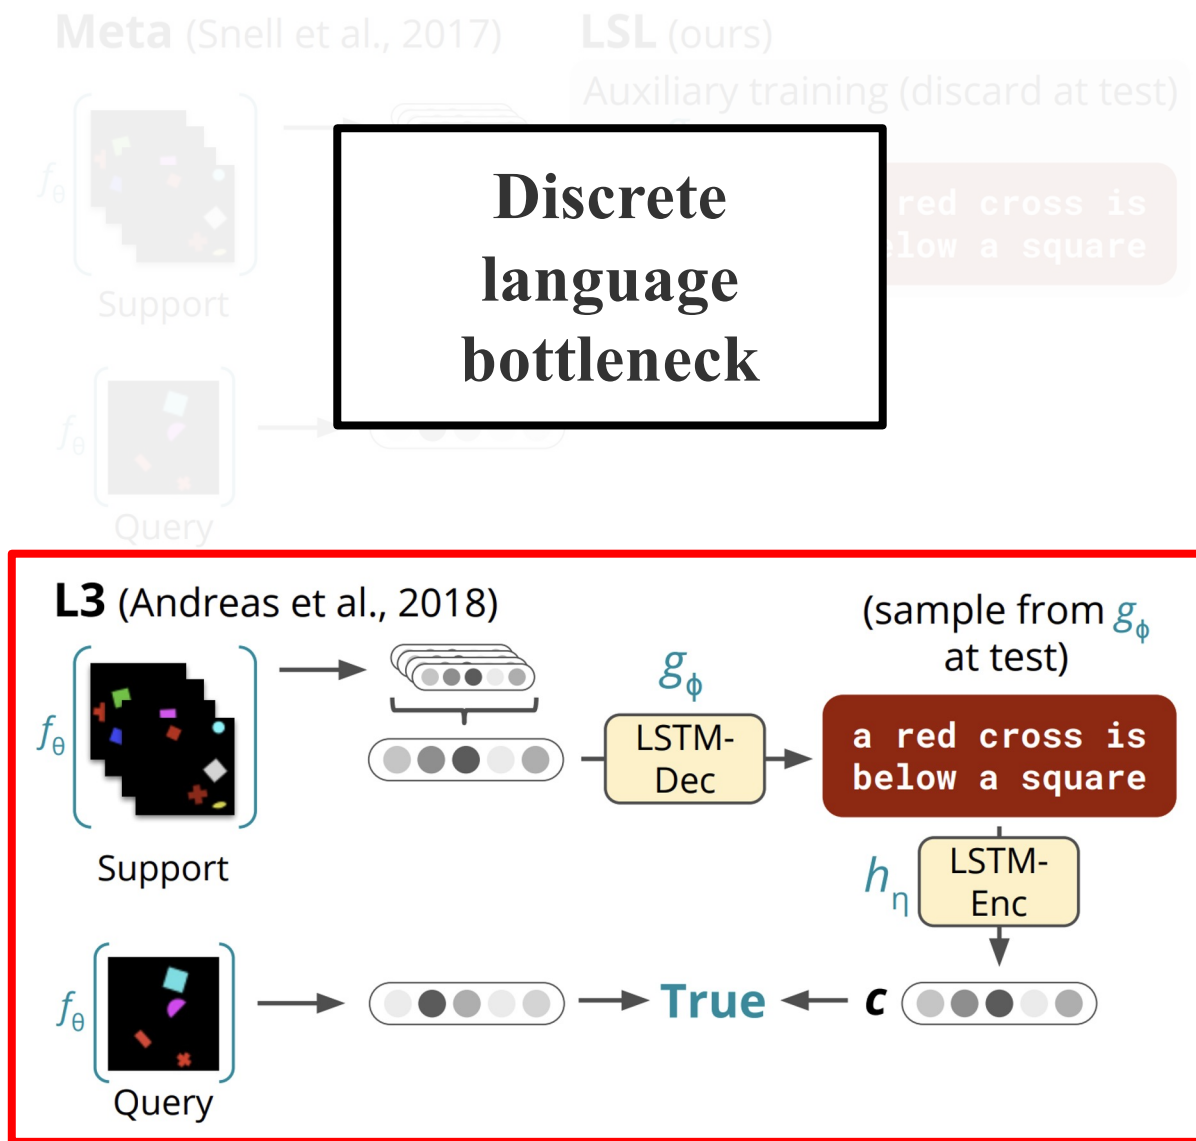 Meta (Snell et al., 2017)
LSL (ours)
Auxiliary training (discard at test)
fθ
Support
red cross is
low a square
Discrete
language
bottleneck
fθ
Query
L3 (Andreas et al., 2018)
(sample from gϕ
at test)
fθ
Support
gϕ
LSTM-
Dec
a red cross is
below a square
hη
LSTM-
Enc
fθ
Query
True
c